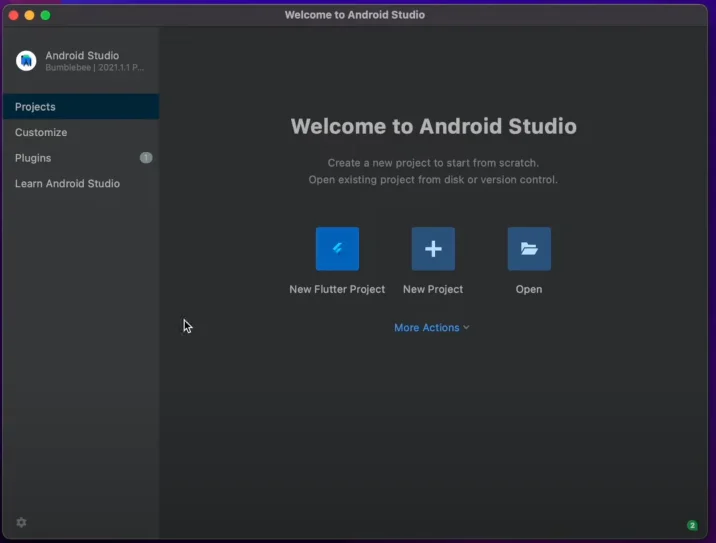 Welcome to Android Studio
Android Studio
Bumblebee | 2021.1.1 P...
Projects
Customize
Plugins
1
Learn Android Studio
Welcome to Android Studio
Create a new project to start from scratch.
Open existing project from disk or version control.
New Flutter Project
New Project
Open
More Actions
2